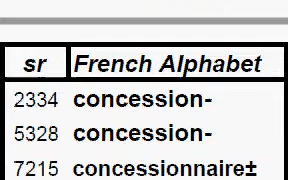 sr French Alphabet
2334 concession-
5328 concession-
7215 concessionnaire±